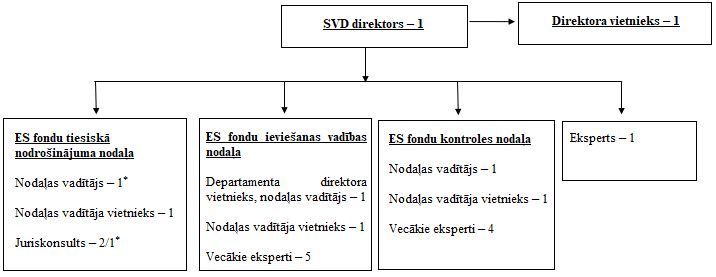 SVD direktors – 1
Direktora vietnieks – 1
ES fondu tiesiskā
nodrošinājuma nodaļa
Nodaļas vadītājs – 1*
Nodaļas vadītāja vietnieks – 1
Juriskonsults – 2/1*
ES fondu ieviešanas vadības
nodaļa
Departamenta direktora
vietnieks, nodaļas vadītājs – 1
Nodaļas vadītāja vietnieks – 1
Vecākie eksperti – 5
ES fondu kontroles nodaļa
Nodaļas vadītājs – 1
Nodaļas vadītāja vietnieks – 1
Vecākie eksperti – 4
Eksperts – 1